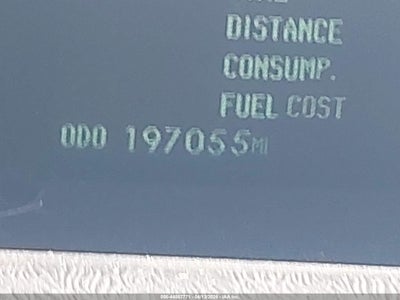 DISTANCE
CONSUMP.
FUEL COST
ODO 197055MI